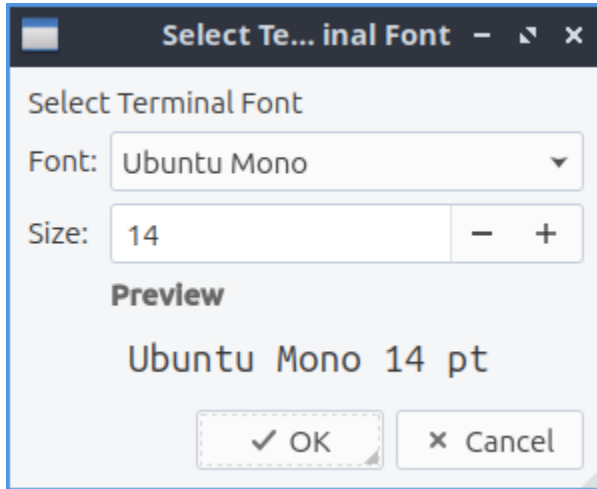 Select Te... inal Font
Select Terminal Font
Font: Ubuntu Mono
Size: 14
Preview
Ubuntu Mono 14 pt
OK Cancel